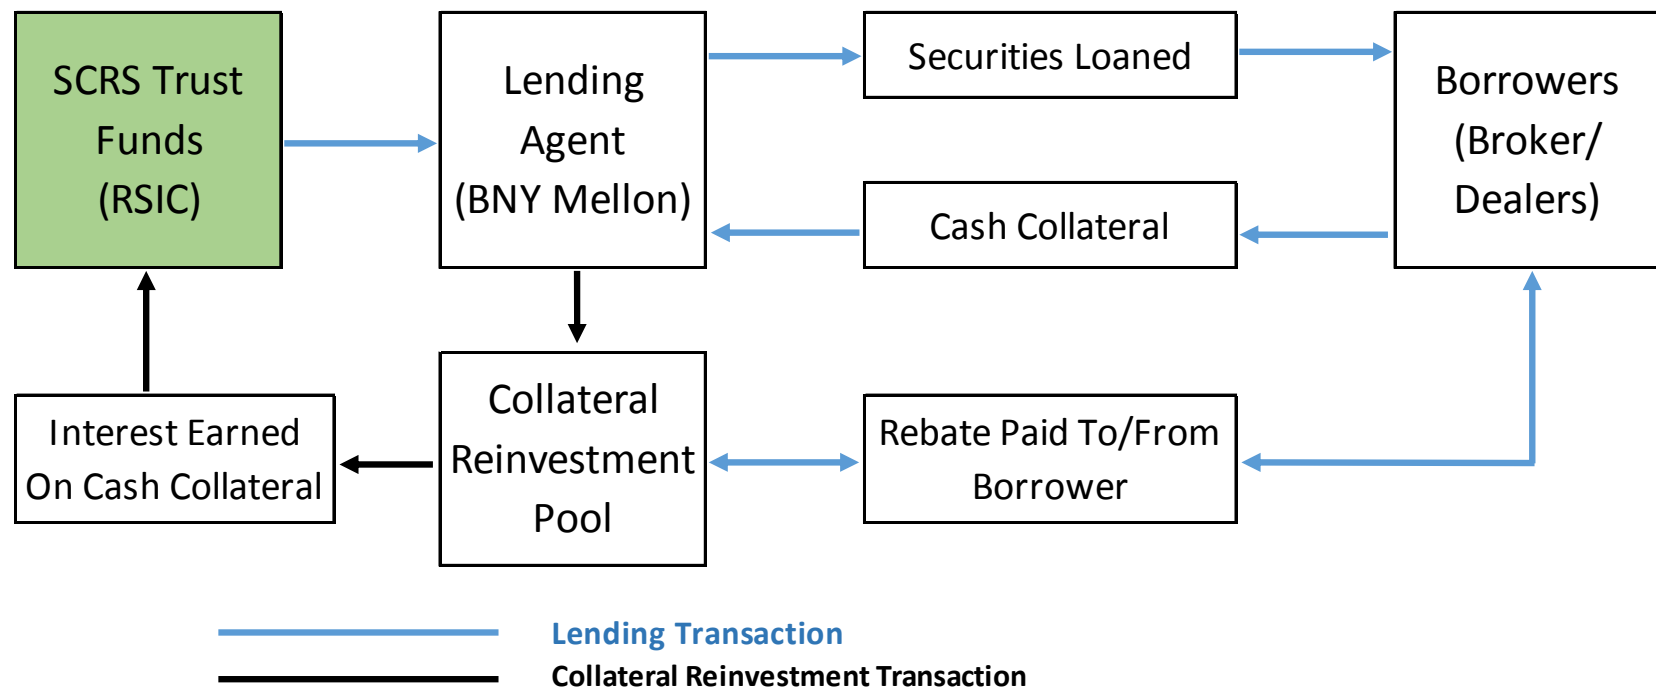 SCRS Trust
Funds
(RSIC)
Lending
Agent
(BNY Mellon)
Securities Loaned
Borrowers
(Broker/
Dealers)
Cash Collateral
Interest Earned
On Cash Collateral
Collateral
Reinvestment
Pool
Rebate Paid To/From
Borrower
Lending Transaction
Collateral Reinvestment Transaction